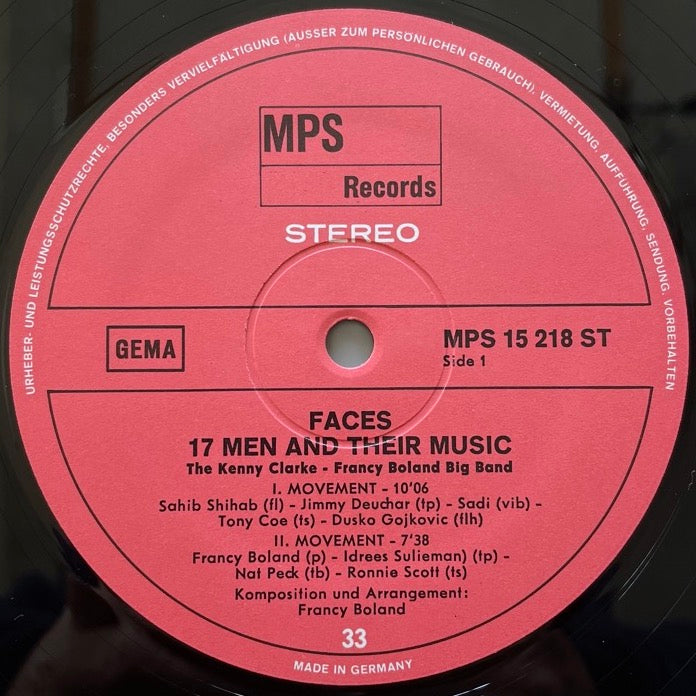 URHEBER- UND LEISTUNGSSCHUTZRECHTE, BESONDERS VERVIELFÄLTIGUNG (AUSSER ZUM PERSÖNLICHEN GEBRAUCH), VERMIETUNG, AUFFÜHRUNG, SENDUNG, VORBEHALTEN
MPS
Records
STEREO
GEMA
MPS 15 218 ST
Side 1
FACES
17 MEN AND THEIR MUSIC
The Kenny Clarke - Francy Boland Big Band
I. MOVEMENT - 10'06
Sahib Shihab (fl) - Jimmy Deuchar (tp) - Sadi (vib) -
Tony Coe (ts) - Dusko Gojkovic (flh)
II. MOVEMENT - 7'38
Francy Boland (p) - Idrees Sulieman) (tp) -
Nat Peck (tb) - Ronnie Scott (ts)
Komposition und Arrangement:
Francy Boland
33
MADE IN GERMANY